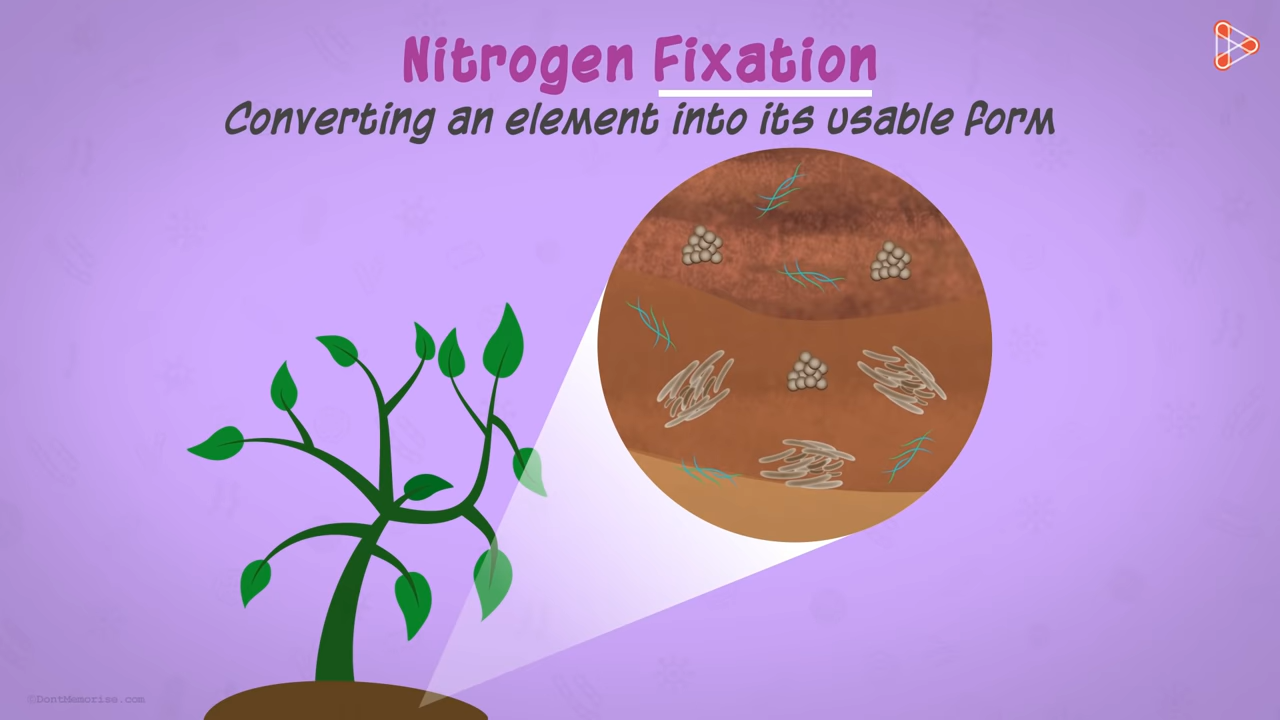 Nitrogen Fixation
Converting an element into its usable form
©DontMemorise.com